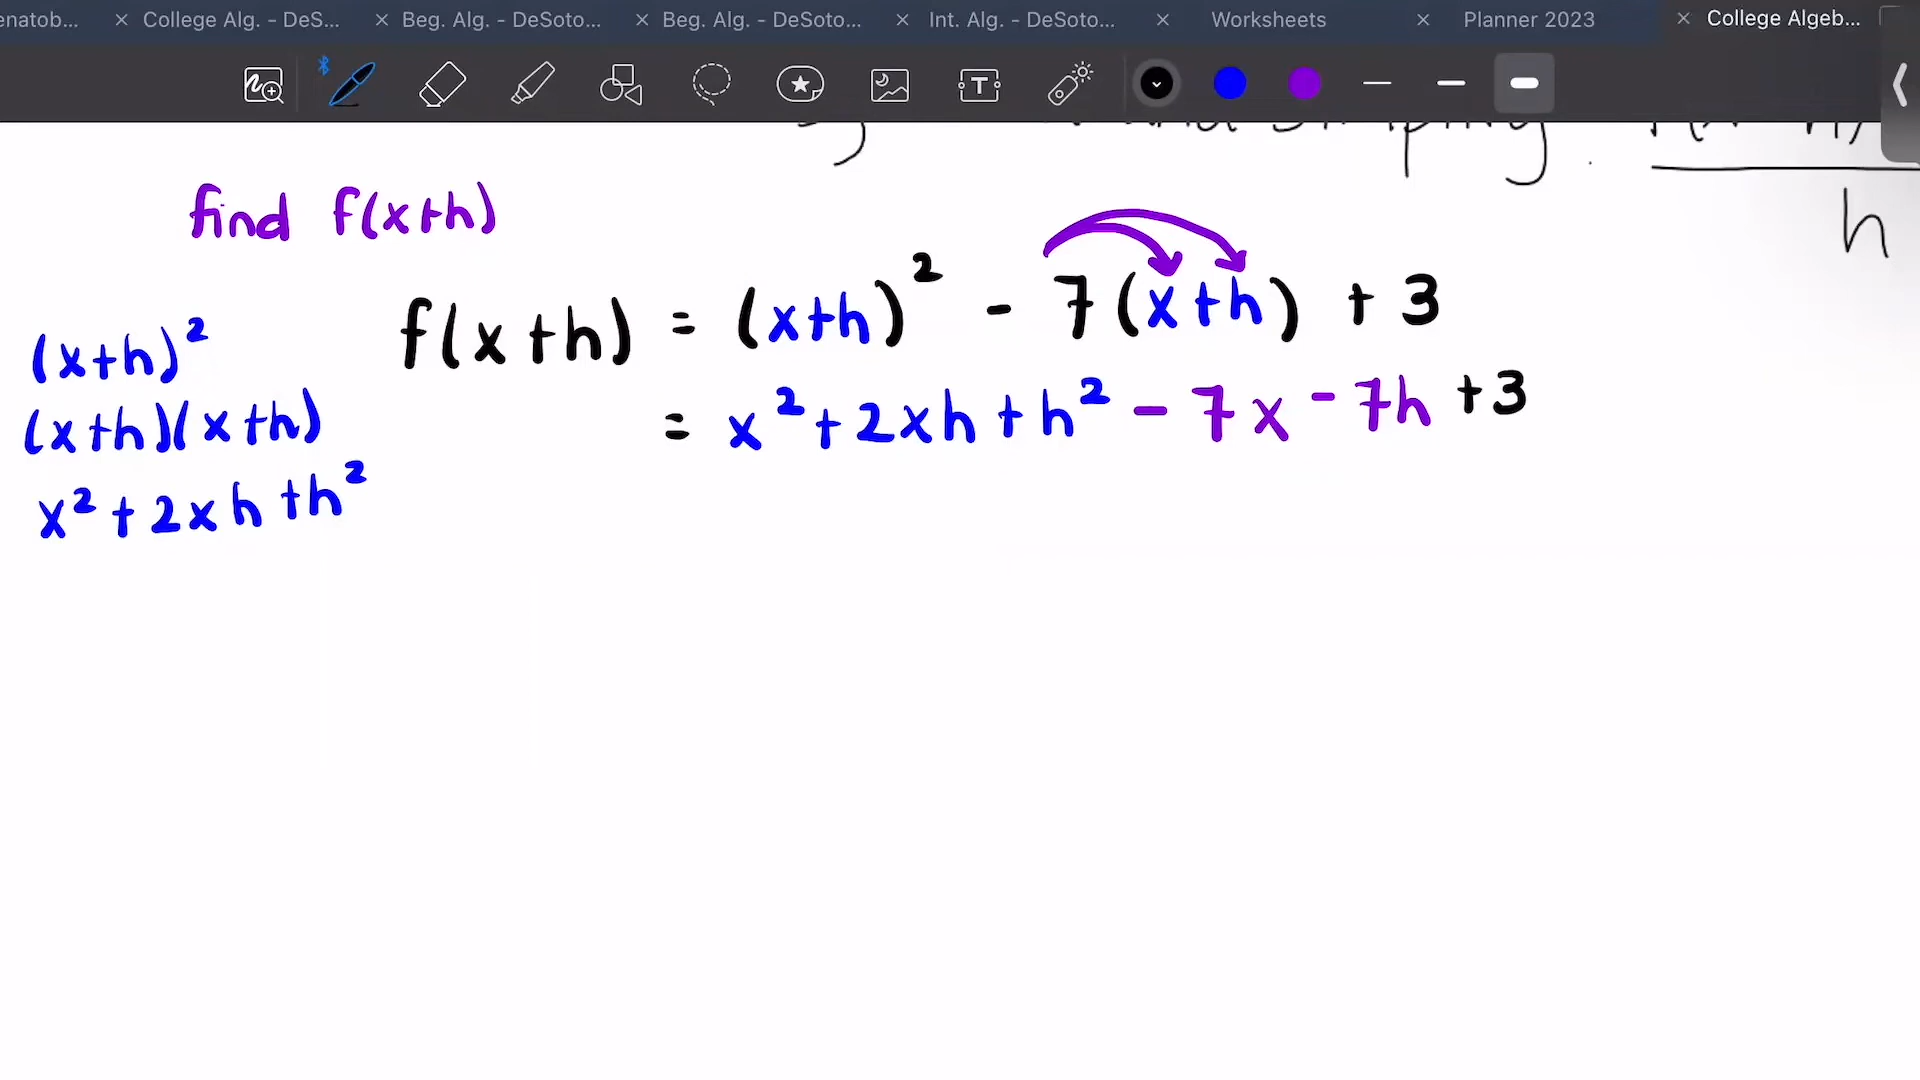 enatob... × College Alg. - DeS... × Beg. Alg. - DeSoto... × Beg. Alg. - DeSoto... × Int. Alg. - DeSoto... × Worksheets × Planner 2023 × College Algeb...
h
find f(x+h)
f(x+h) = (x+h)² - 7(x+h) + 3
= x² + 2xh + h² - 7x - 7h + 3
(x+h)²
(x+h)(x+h)
x² + 2xh + h²